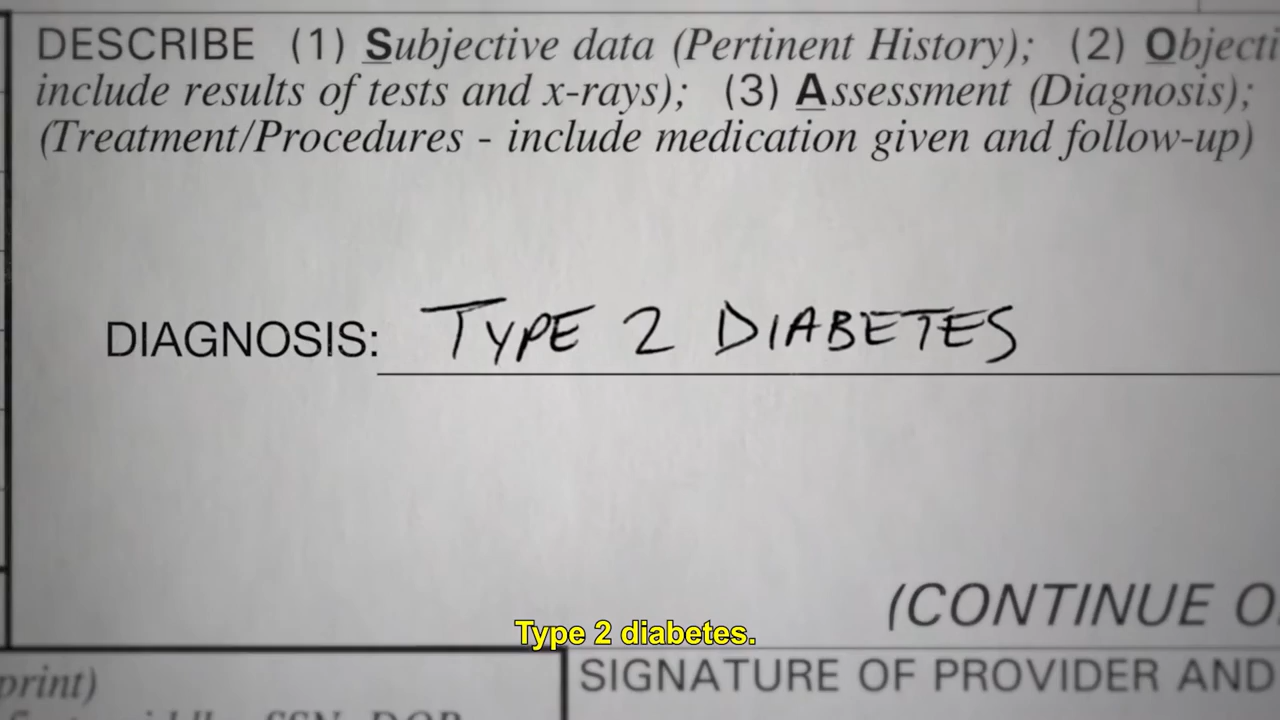 DESCRIBE (1) Subjective data (Pertinent History); (2) Objecti
include results of tests and x-rays); (3) Assessment (Diagnosis);
(Treatment/Procedures - include medication given and follow-up)
DIAGNOSIS: TYPE 2 DIABETES
(CONTINUE O
Type 2 diabetes.
print)
SIGNATURE OF PROVIDER AND